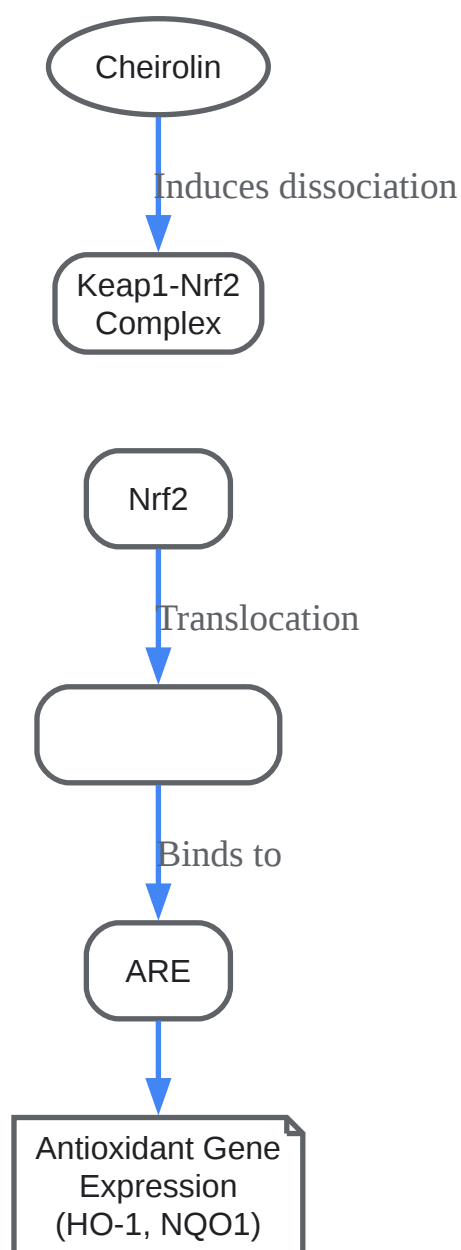 Cheirolin
Induces dissociation
Keap1-Nrf2
Complex
Nrf2
Translocation
Binds to
ARE
Antioxidant Gene
Expression
(HO-1, NQO1)